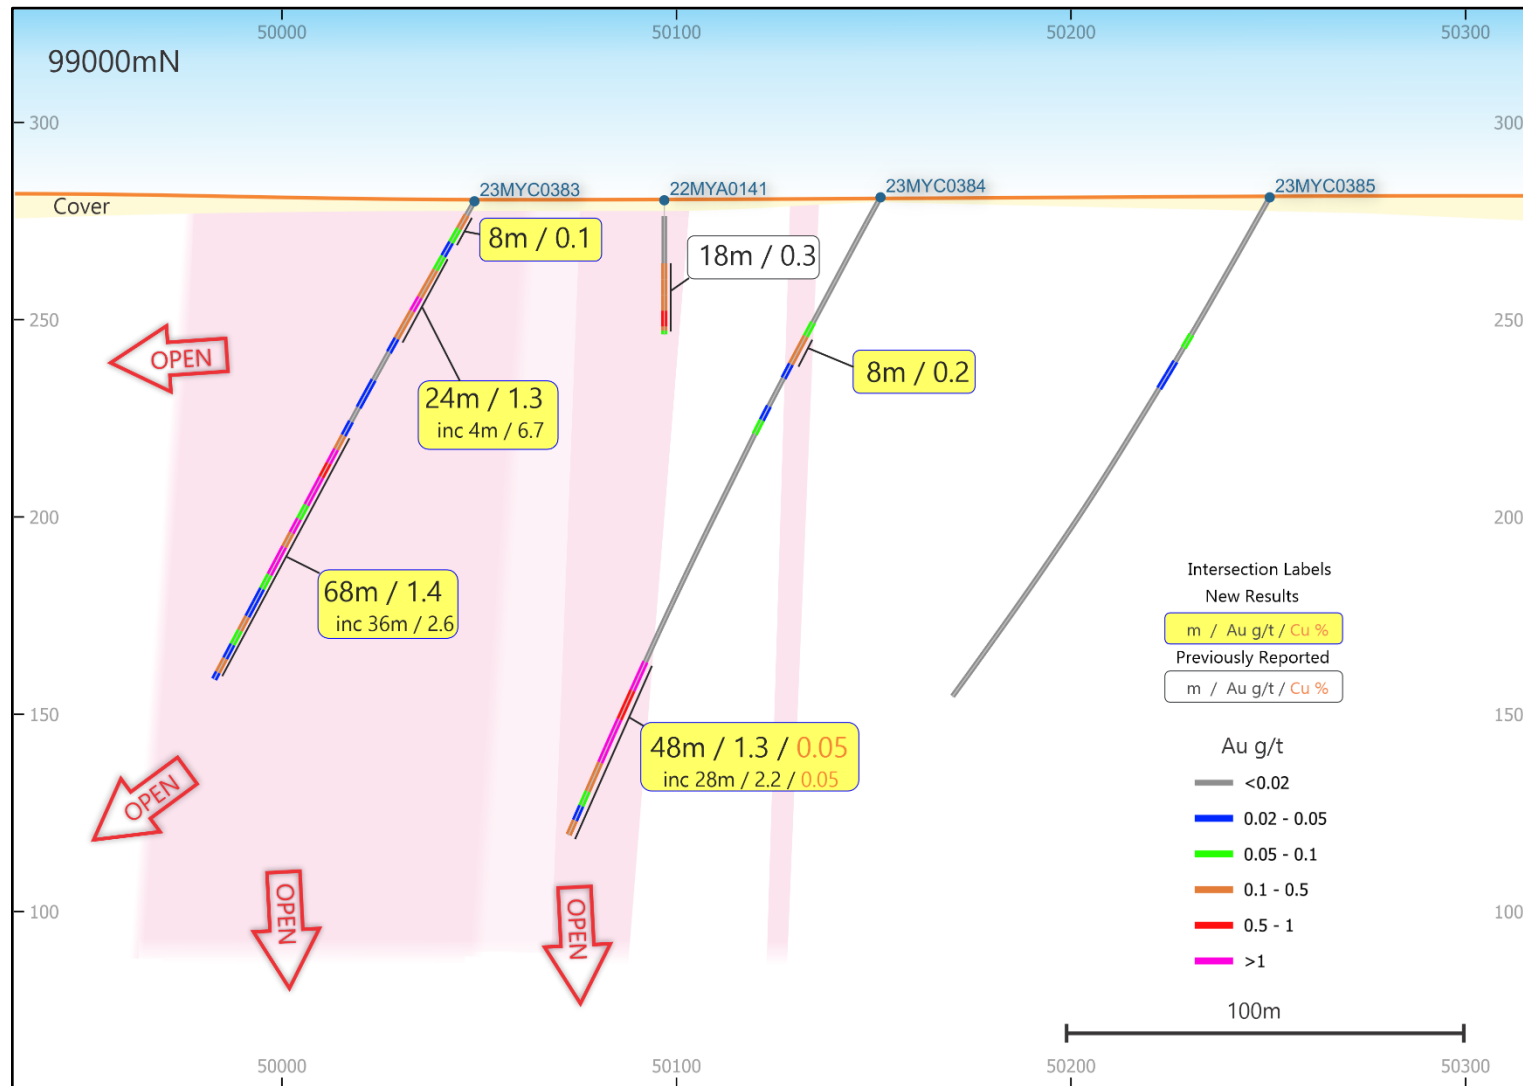 50000
50100
50200
50300
99000mN
300
300
23MYC0383
22MYA0141
23MYC0384
23MYC0385
Cover
8m / 0.1
18m / 0.3
250
250
OPEN
8m / 0.2
24m / 1.3
inc 4m / 6.7
200
200
68m / 1.4
inc 36m / 2.6
Intersection Labels
New Results
m / Au g/t / Cu %
Previously Reported
m / Au g/t / Cu %
150
150
48m / 1.3 / 0.05
inc 28m / 2.2 / 0.05
OPEN
Au g/t
<0.02
0.02 - 0.05
0.05 - 0.1
0.1 - 0.5
0.5 - 1
>1
100
100
OPEN
OPEN
100m
50000
50100
50200
50300